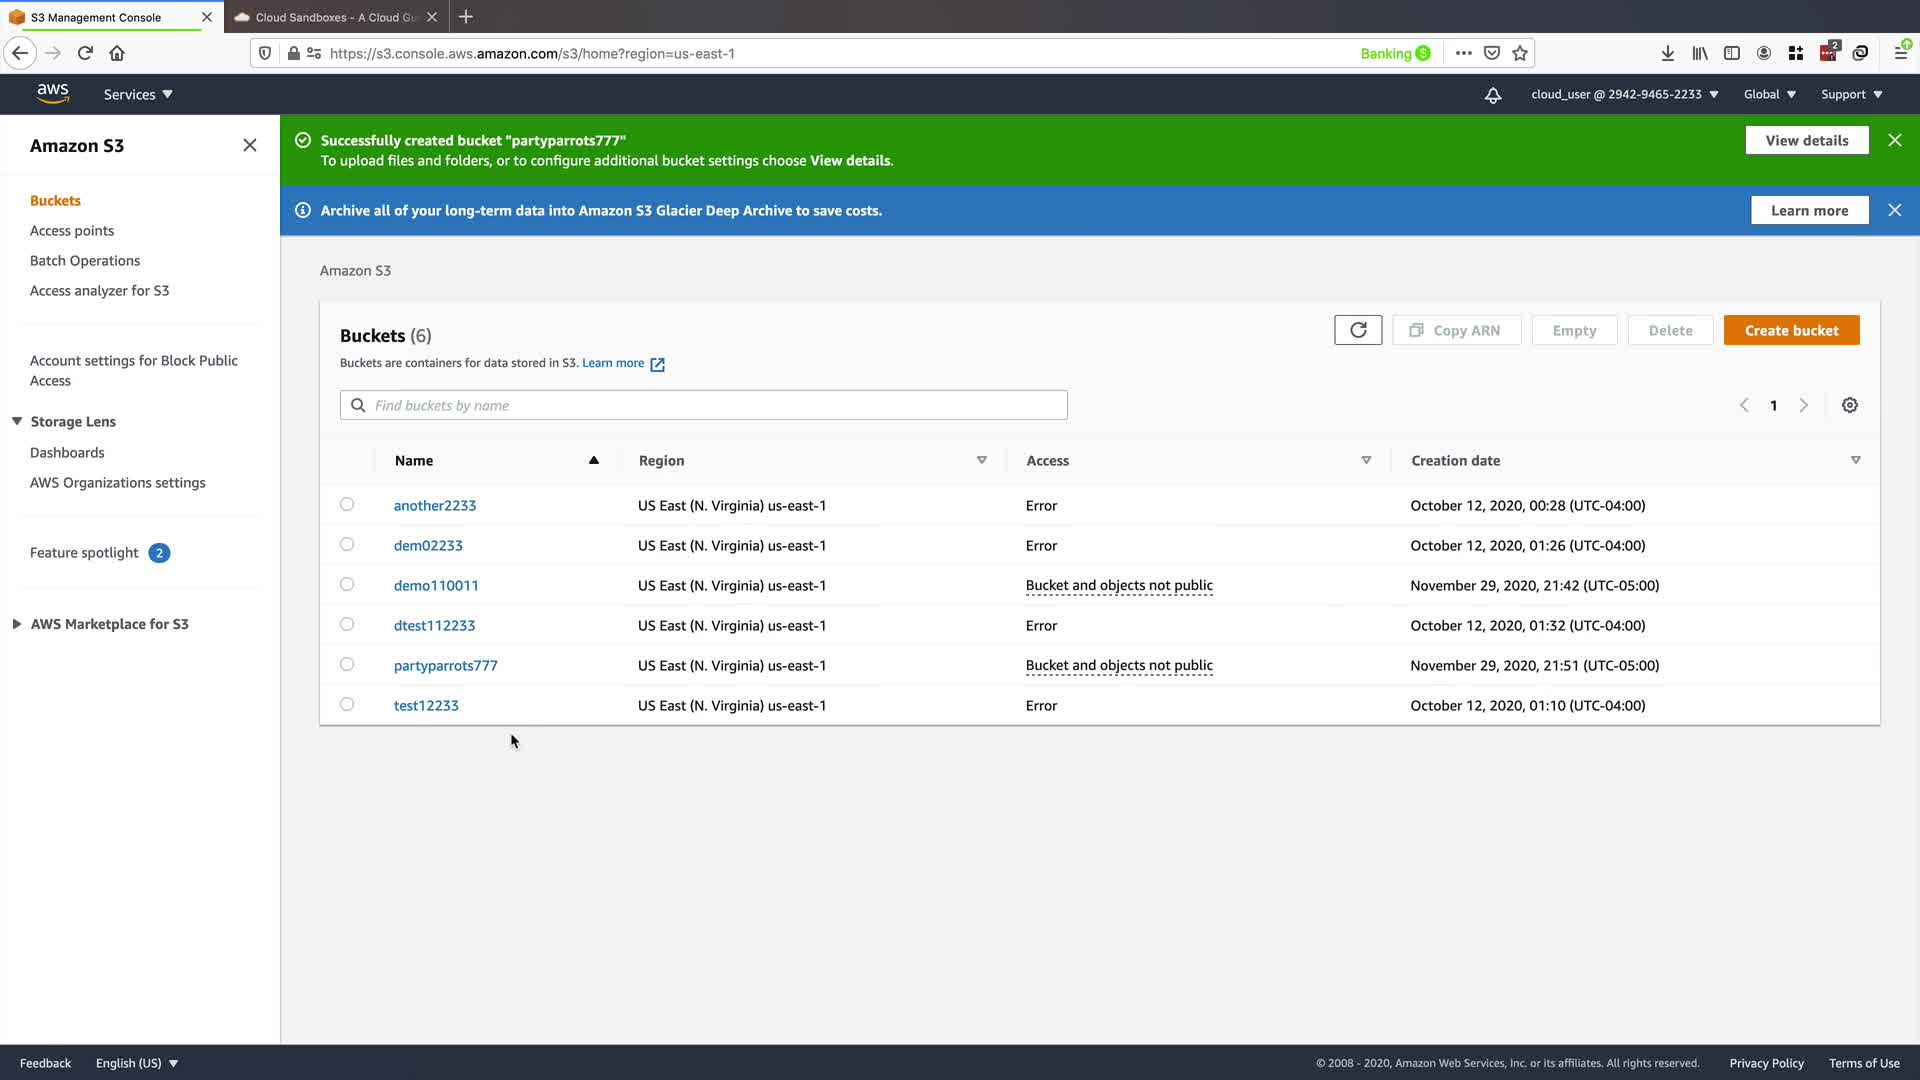 S3 Management Console
Cloud Sandboxes - A Cloud Gu
https://s3.console.aws.amazon.com/s3/home?region=us-east-1
Banking
2
aws
Services
cloud_user @ 2942-9465-2233
Global
Support
Amazon S3
Buckets
Access points
Batch Operations
Access analyzer for S3
Account settings for Block Public
Access
Storage Lens
Dashboards
AWS Organizations settings
Feature spotlight 2
AWS Marketplace for S3
Successfully created bucket "partyparrots777"
To upload files and folders, or to configure additional bucket settings choose View details.
View details
Archive all of your long-term data into Amazon S3 Glacier Deep Archive to save costs.
Learn more
Amazon S3
Buckets (6)
Buckets are containers for data stored in S3. Learn more
Copy ARN
Empty
Delete
Create bucket
Find buckets by name
1
Name Region Access Creation date
another2233 US East (N. Virginia) us-east-1 Error October 12, 2020, 00:28 (UTC-04:00)
dem02233 US East (N. Virginia) us-east-1 Error October 12, 2020, 01:26 (UTC-04:00)
demo110011 US East (N. Virginia) us-east-1 Bucket and objects not public November 29, 2020, 21:42 (UTC-05:00)
dtest112233 US East (N. Virginia) us-east-1 Error October 12, 2020, 01:32 (UTC-04:00)
partyparrots777 US East (N. Virginia) us-east-1 Bucket and objects not public November 29, 2020, 21:51 (UTC-05:00)
test12233 US East (N. Virginia) us-east-1 Error October 12, 2020, 01:10 (UTC-04:00)
Feedback
English (US)
© 2008 - 2020, Amazon Web Services, Inc. or its affiliates. All rights reserved.
Privacy Policy
Terms of Use